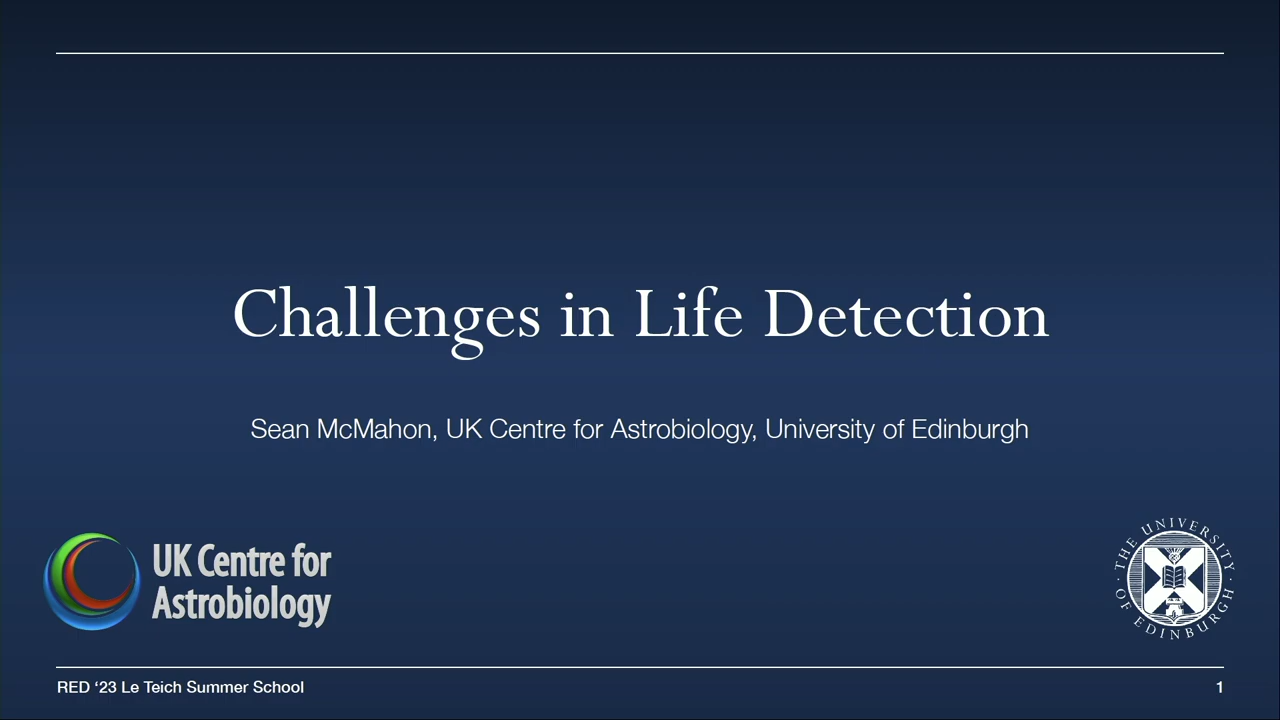 Challenges in Life Detection
Sean McMahon, UK Centre for Astrobiology, University of Edinburgh
UK Centre for
Astrobiology
THE UNIVERSITY
OF EDINBURGH
RED ‘23 Le Teich Summer School
1